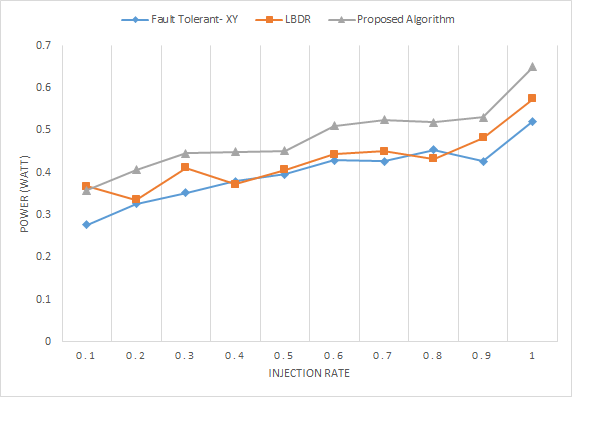 Fault Tolerant- XY LBDR Proposed Algorithm
0.7
0.6
0.5
0.4
0.3
0.2
0.1
0
POWER (WATT)
0.1 0.2 0.3 0.4 0.5 0.6 0.7 0.8 0.9 1
INJECTION RATE